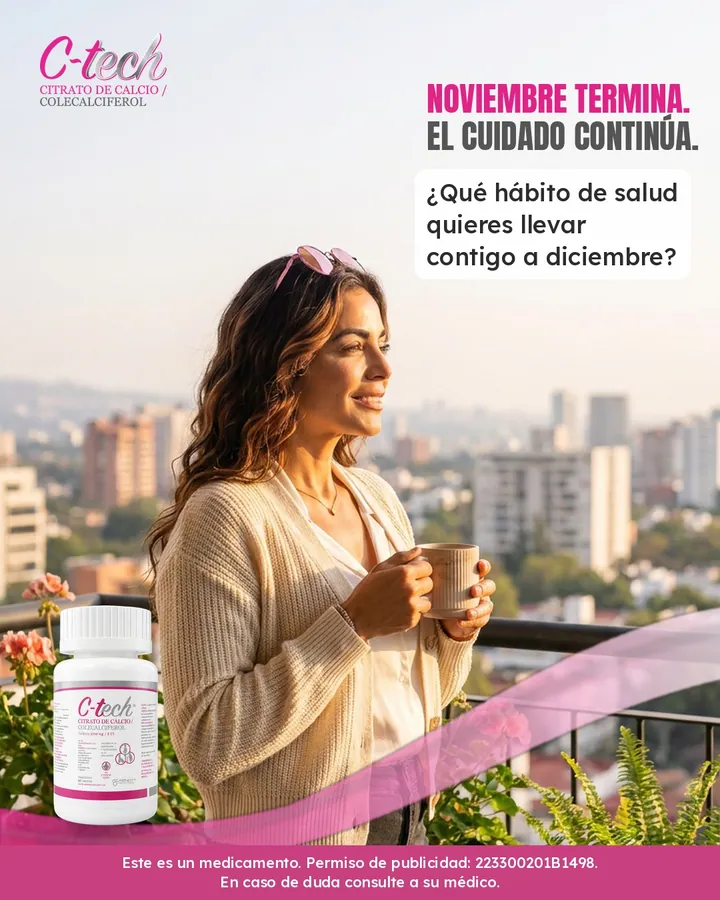 C-tech
CITRATO DE CALCIO /
COLECALCIFEROL
NOVIEMBRE TERMINA.
EL CUIDADO CONTINÚA.
¿Qué hábito de salud
quieres llevar
contigo a diciembre?
C-tech
CITRATO DE CALCIO/
COLECALCIFEROL
Este es un medicamento. Permiso de publicidad: 223300201B1498.
En caso de duda consulte a su médico.